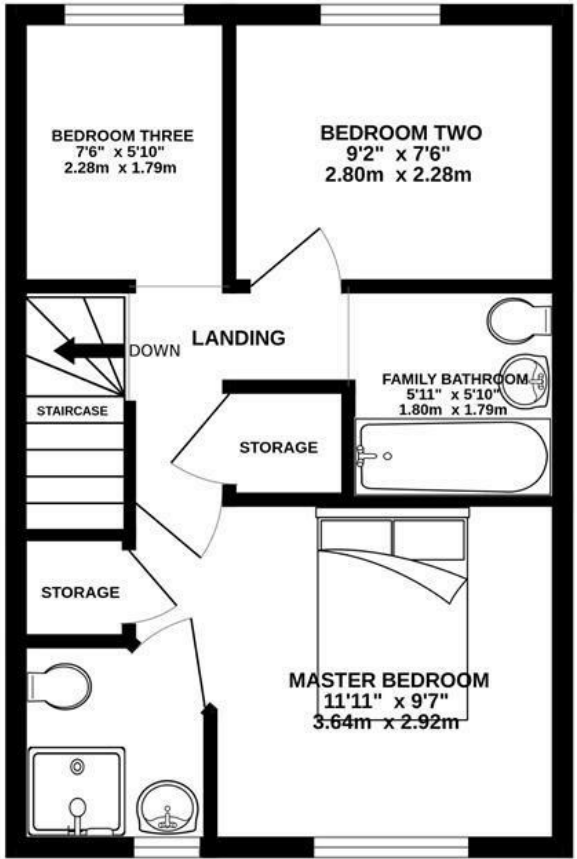 BEDROOM THREE
7'6" x 5'10"
2.28m x 1.79m
BEDROOM TWO
9'2" x 7'6"
2.80m x 2.28m
DOWN
LANDING
STAIRCASE
FAMILY BATHROOM
5'11" x 5'10"
1.80m x 1.79m
STORAGE
STORAGE
MASTER BEDROOM
11'11" x 9'7"
3.64m x 2.92m